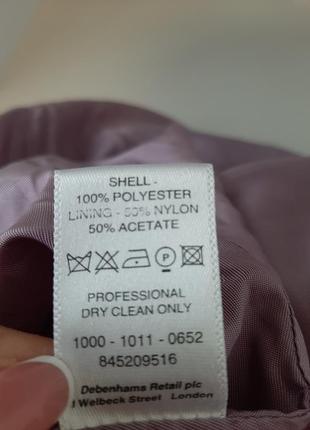 SHELL -
100% POLYESTER
LINING - 50% NYLON
50% ACETATE
P
PROFESSIONAL
DRY CLEAN ONLY
1000 - 1011 - 0652
845209516
Debenhams Retail plc
1 Welbeck Street London